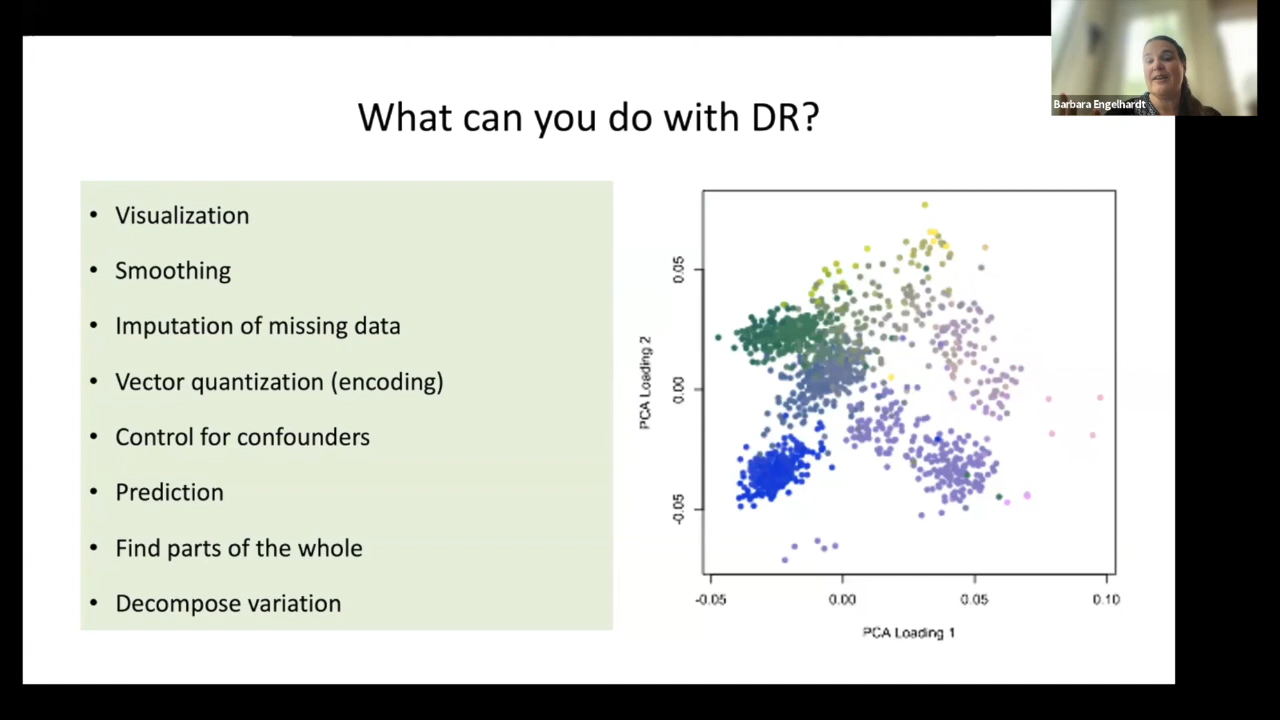 Barbara Engelhardt
What can you do with DR?
• Visualization
• Smoothing
• Imputation of missing data
• Vector quantization (encoding)
• Control for confounders
• Prediction
• Find parts of the whole
• Decompose variation
PCA Loading 2
0.05
0.00
-0.05
-0.05
0.00
0.05
0.10
PCA Loading 1